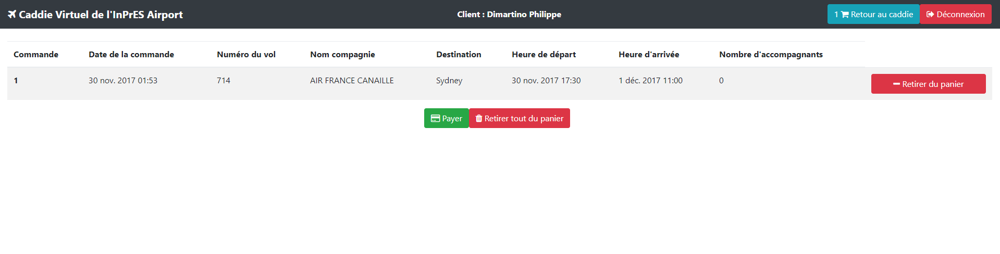 Caddie Virtuel de l'InPrES Airport
Client : Dimartino Philippe
1 Retour au caddie
Déconnexion
Commande Date de la commande Numéro du vol Nom compagnie Destination Heure de départ Heure d'arrivée Nombre d'accompagnants
1 30 nov. 2017 01:53 714 AIR FRANCE CANAILLE Sydney 30 nov. 2017 17:30 1 déc. 2017 11:00 0 Retirer du panier
Payer
Retirer tout du panier